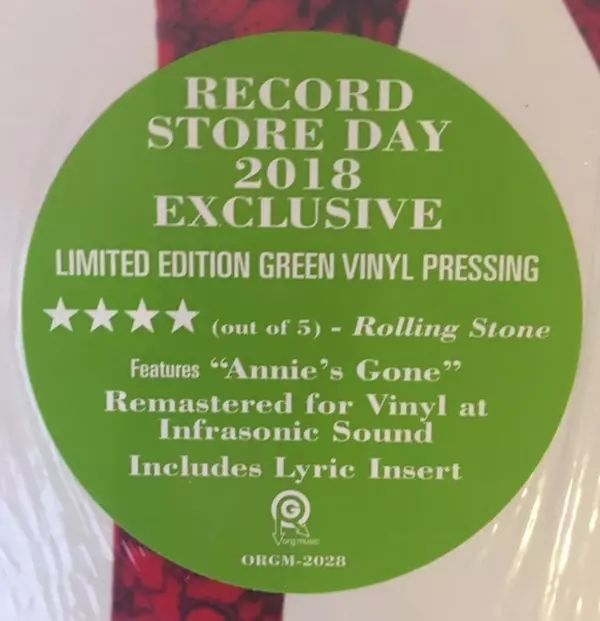 RECORD
STORE DAY
2018
EXCLUSIVE
LIMITED EDITION GREEN VINYL PRESSING
★★★★ (out of 5) - Rolling Stone
Features “Annie’s Gone”
Remastered for Vinyl at
Infrasonic Sound
Includes Lyric Insert
G
org music
ORGM-2028